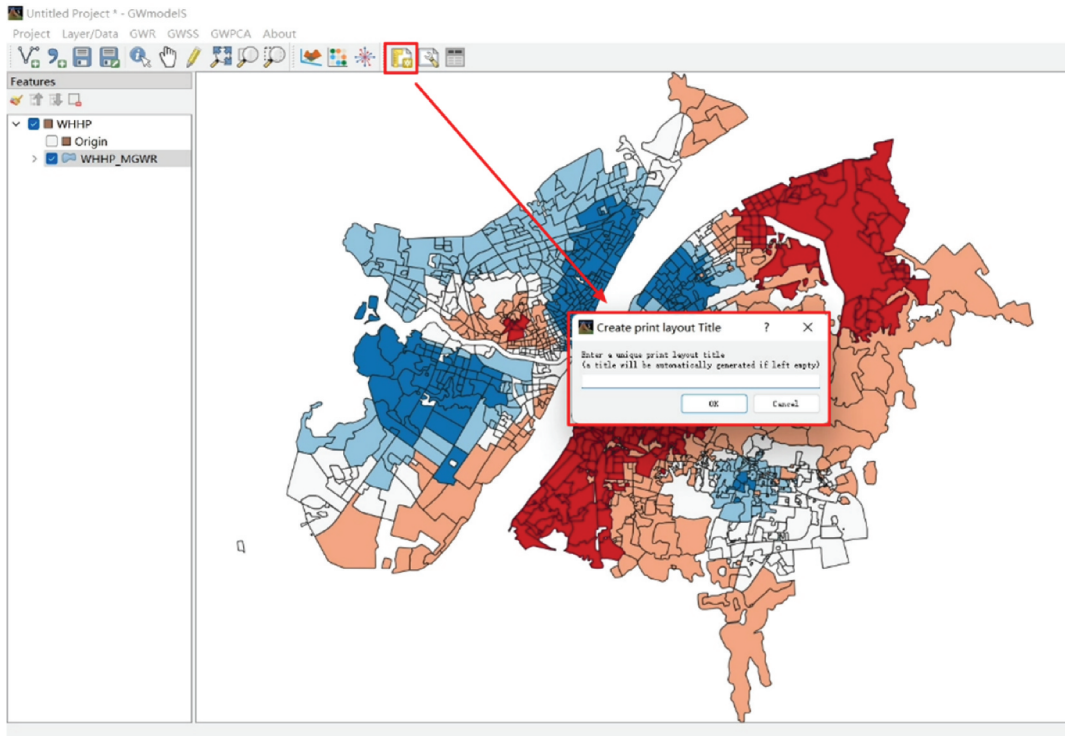 Untitled Project * - GWmodelS
Project Layer/Data GWR GWSS GWPCA About
Features
WHHP
Origin
WHHP_MGWR
Create print layout Title ? ×
Enter a unique print layout title
(a title will be automatically generated if left empty)
OK Cancel